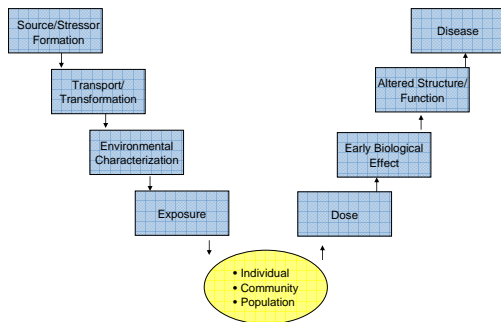 Source/Stressor
Formation
Transport/
Transformation
Environmental
Characterization
Exposure
• Individual
• Community
• Population
Dose
Early Biological
Effect
Altered Structure/
Function
Disease